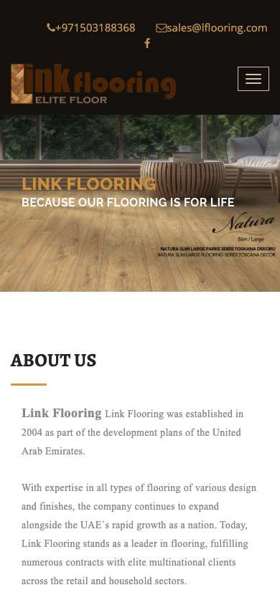 +971503188368 sales@lflooring.com
Link flooring
ELITE FLOOR
LINK FLOORING
BECAUSE OUR FLOORING IS FOR LIFE
Natura
Slim / Large
ABOUT US
Link Flooring Link Flooring was established in
2004 as part of the development plans of the United
Arab Emirates.
With expertise in all types of flooring of various design
and finishes, the company continues to expand
alongside the UAE`s rapid growth as a nation. Today,
Link Flooring stands as a leader in flooring, fulfilling
numerous contracts with elite multinational clients
across the retail and household sectors.